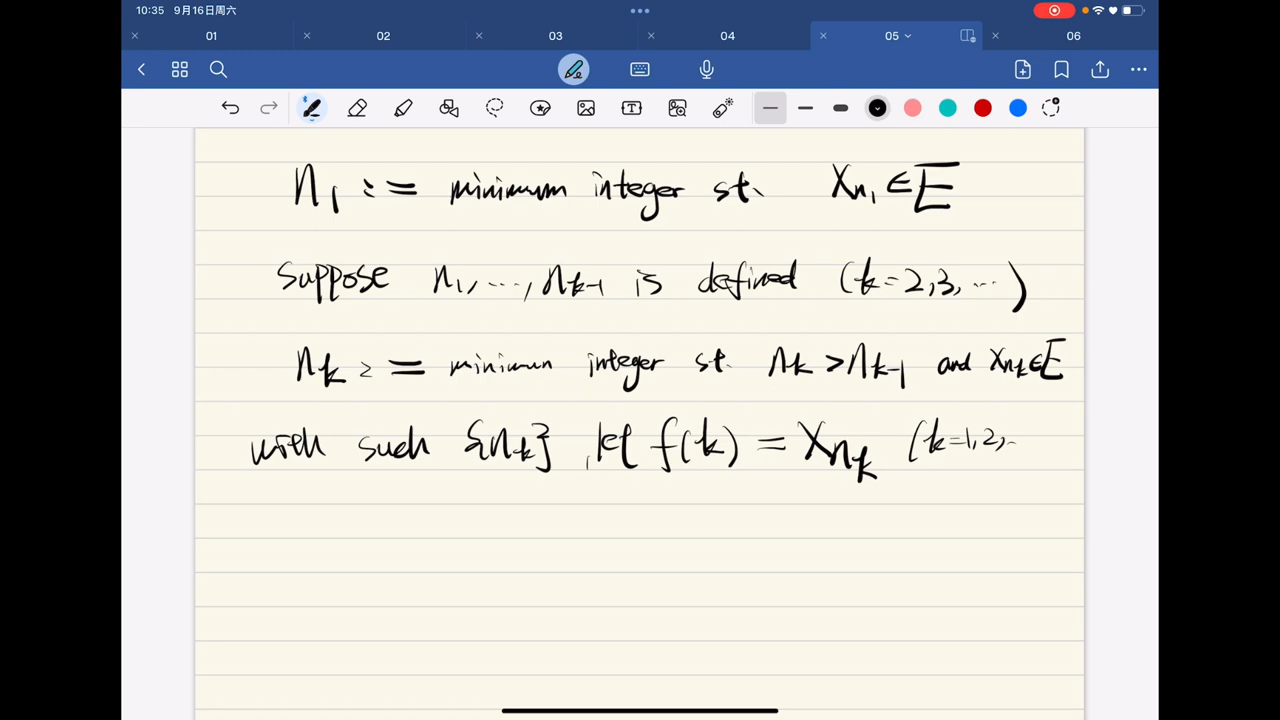 10:35 9月16日周六
01 02 03 04 05 06
n₁ := minimum integer st. Xn₁ ∈ E
Suppose n₁, ..., nₖ₋₁ is defined (k=2,3,...)
nₖ := minimum integer st. nₖ > nₖ₋₁ and Xnₖ ∈ E
with such {nₖ}, let f(k) = Xnₖ (k=1,2,..